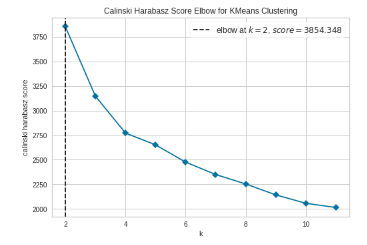 Calinski Harabasz Score Elbow for KMeans Clustering
elbow at k = 2, score = 3854.348
calinski harabasz score
3750
3500
3250
3000
2750
2500
2250
2000
2 4 6 8 10
k